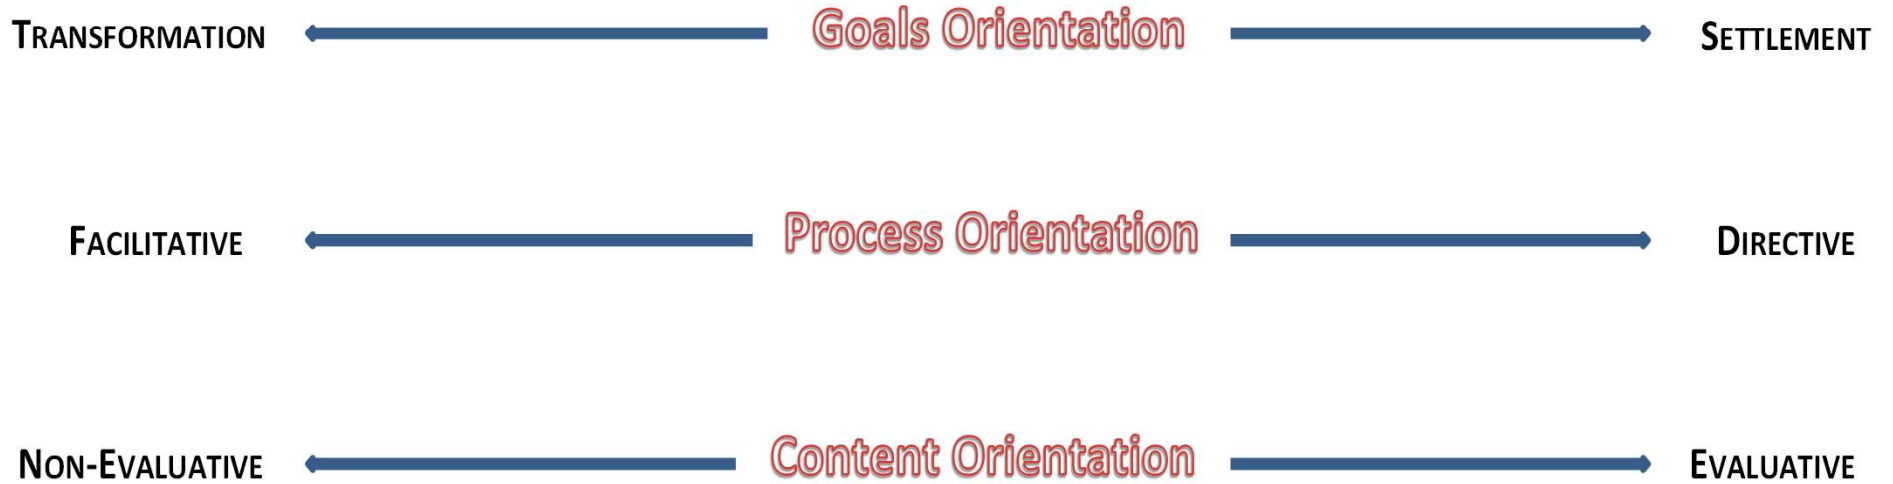 TRANSFORMATION Goals Orientation SETTLEMENT
FACILITATIVE Process Orientation DIRECTIVE
NON-EVALUATIVE Content Orientation EVALUATIVE